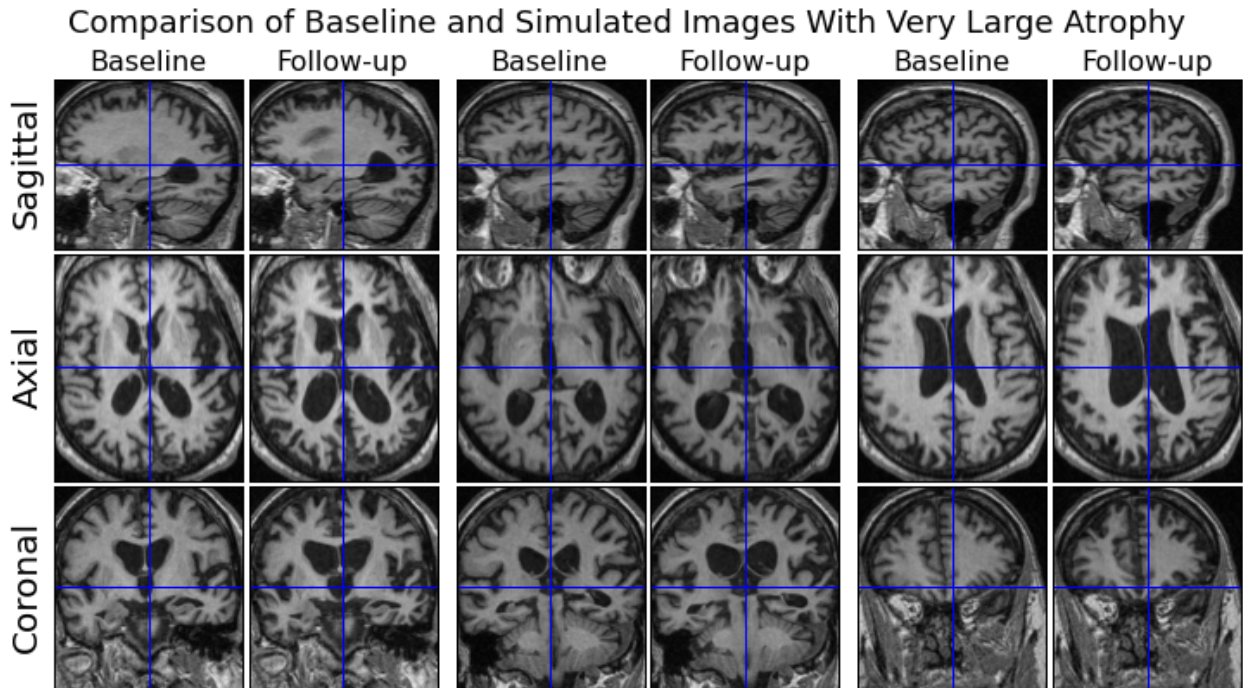 Comparison of Baseline and Simulated Images With Very Large Atrophy
Baseline Follow-up Baseline Follow-up Baseline Follow-up
Sagittal
Axial
Coronal